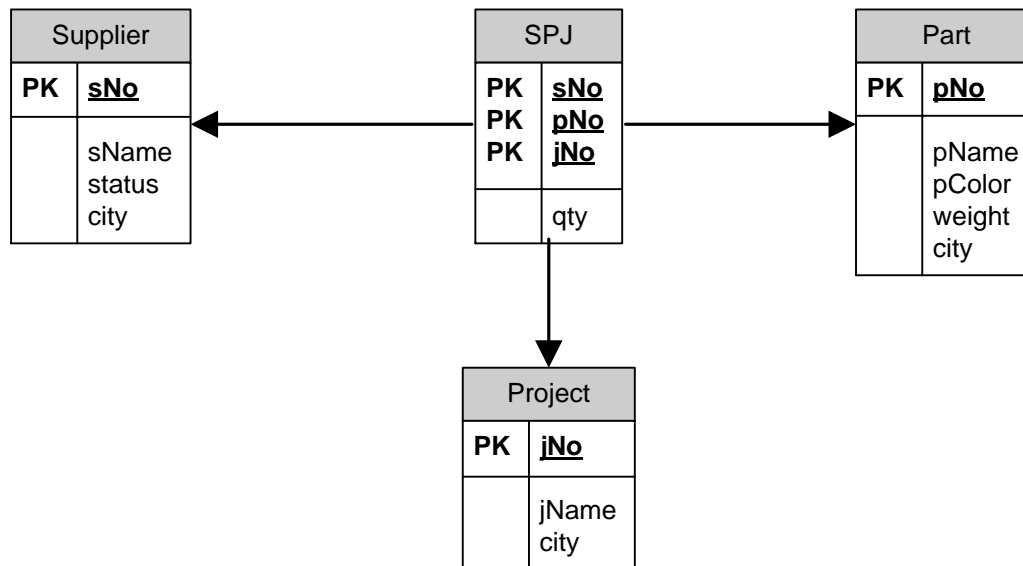 Supplier
PK sNo
sName
status
city
SPJ
PK sNo
PK pNo
PK jNo
qty
Part
PK pNo
pName
pColor
weight
city
Project
PK jNo
jName
city